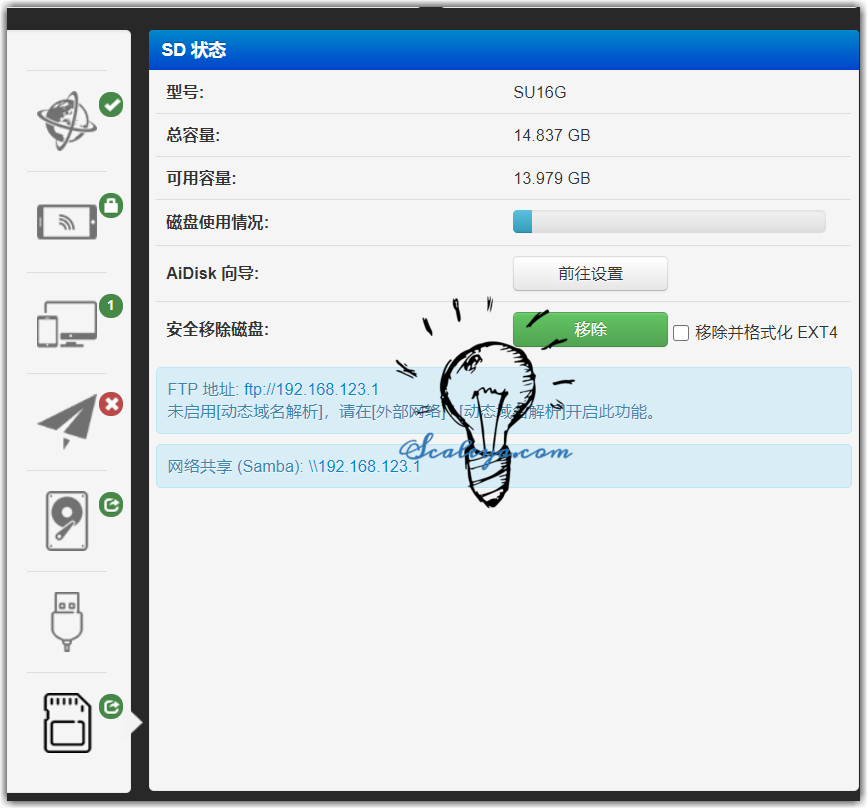 SD 状态
型号:
SU16G
总容量:
14.837 GB
可用容量:
13.979 GB
磁盘使用情况:
AiDisk 向导:
前往设置
安全移除磁盘:
移除
移除并格式化 EXT4
1
FTP 地址: ftp://192.168.123.1
未启用[动态域名解析]，请在[外部网络] - [动态域名解析]开启此功能。
网络共享 (Samba): \\192.168.123.1